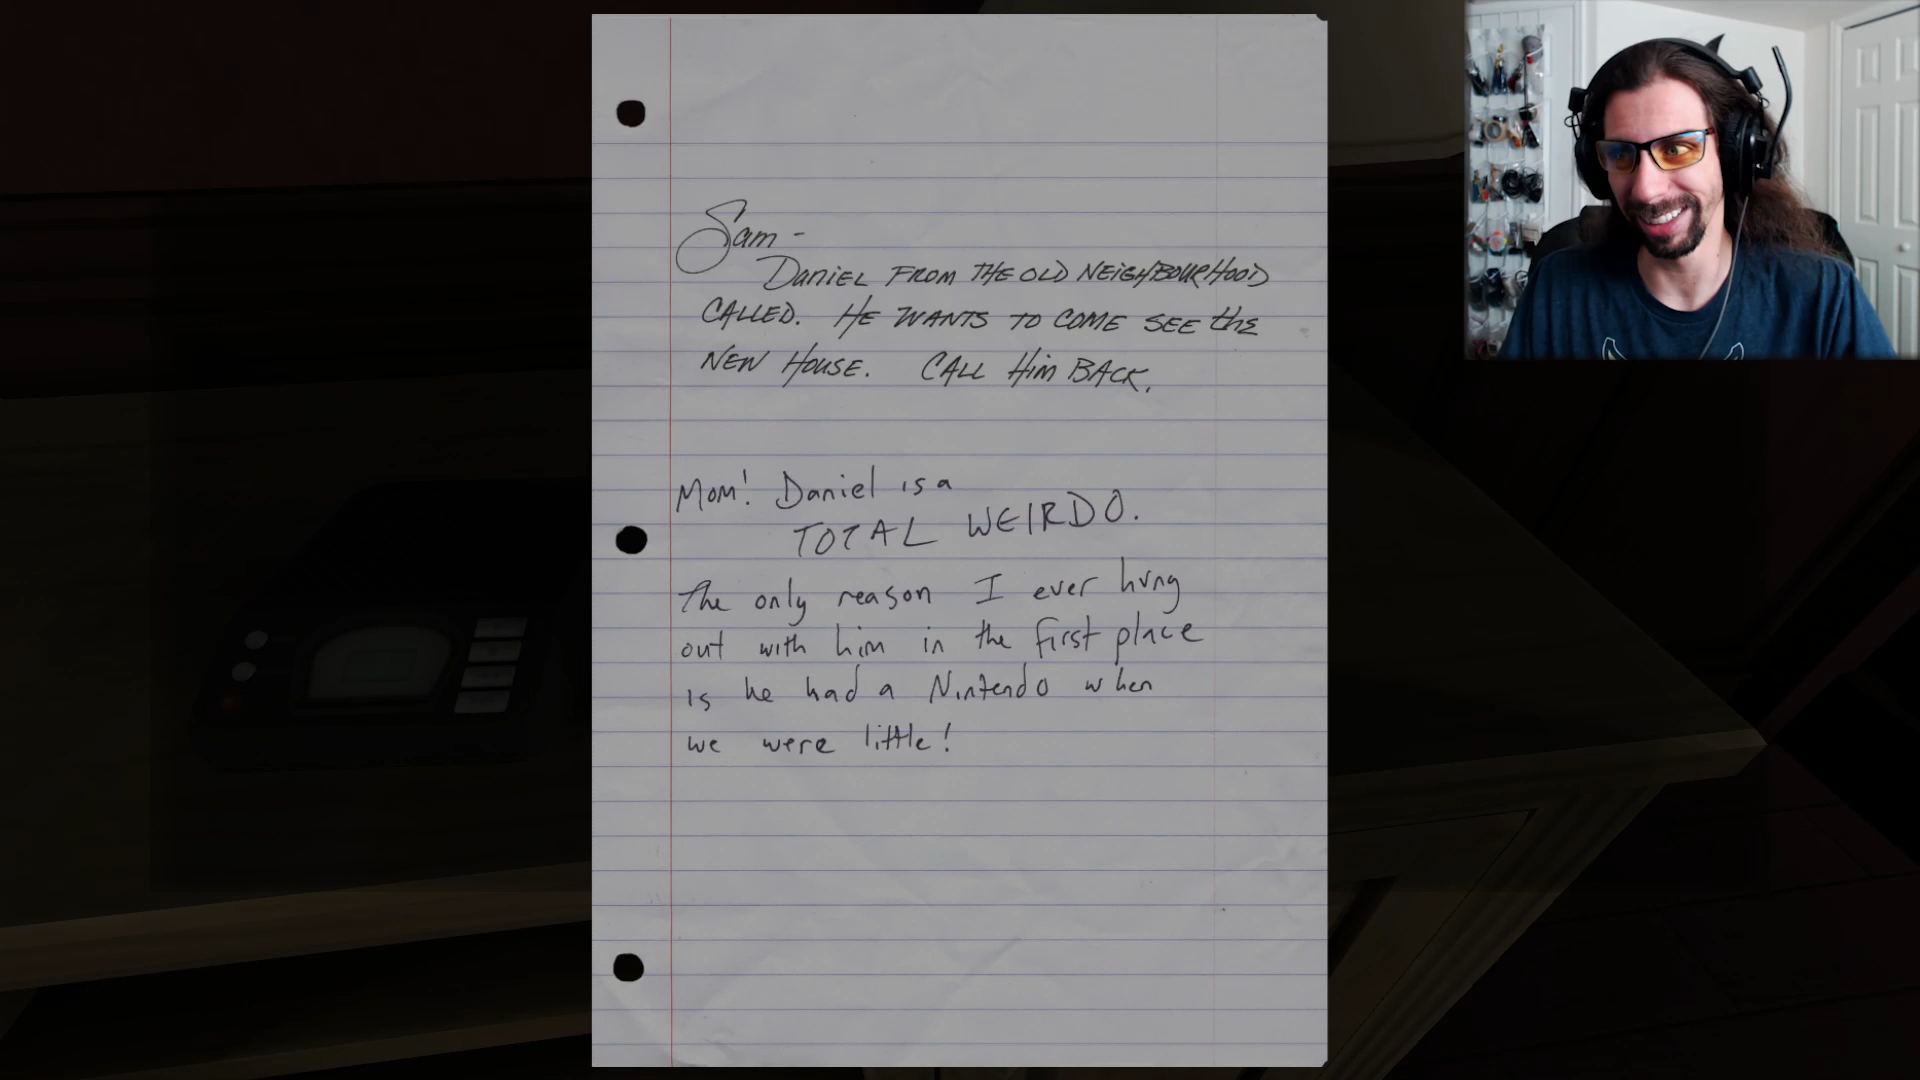 Sam -
Daniel from the old neighbourhood
called. He wants to come see the
new house. Call him back.
Mom! Daniel is a
TOTAL WEIRDO.
The only reason I ever hung
out with him in the first place
is he had a Nintendo when
we were little!